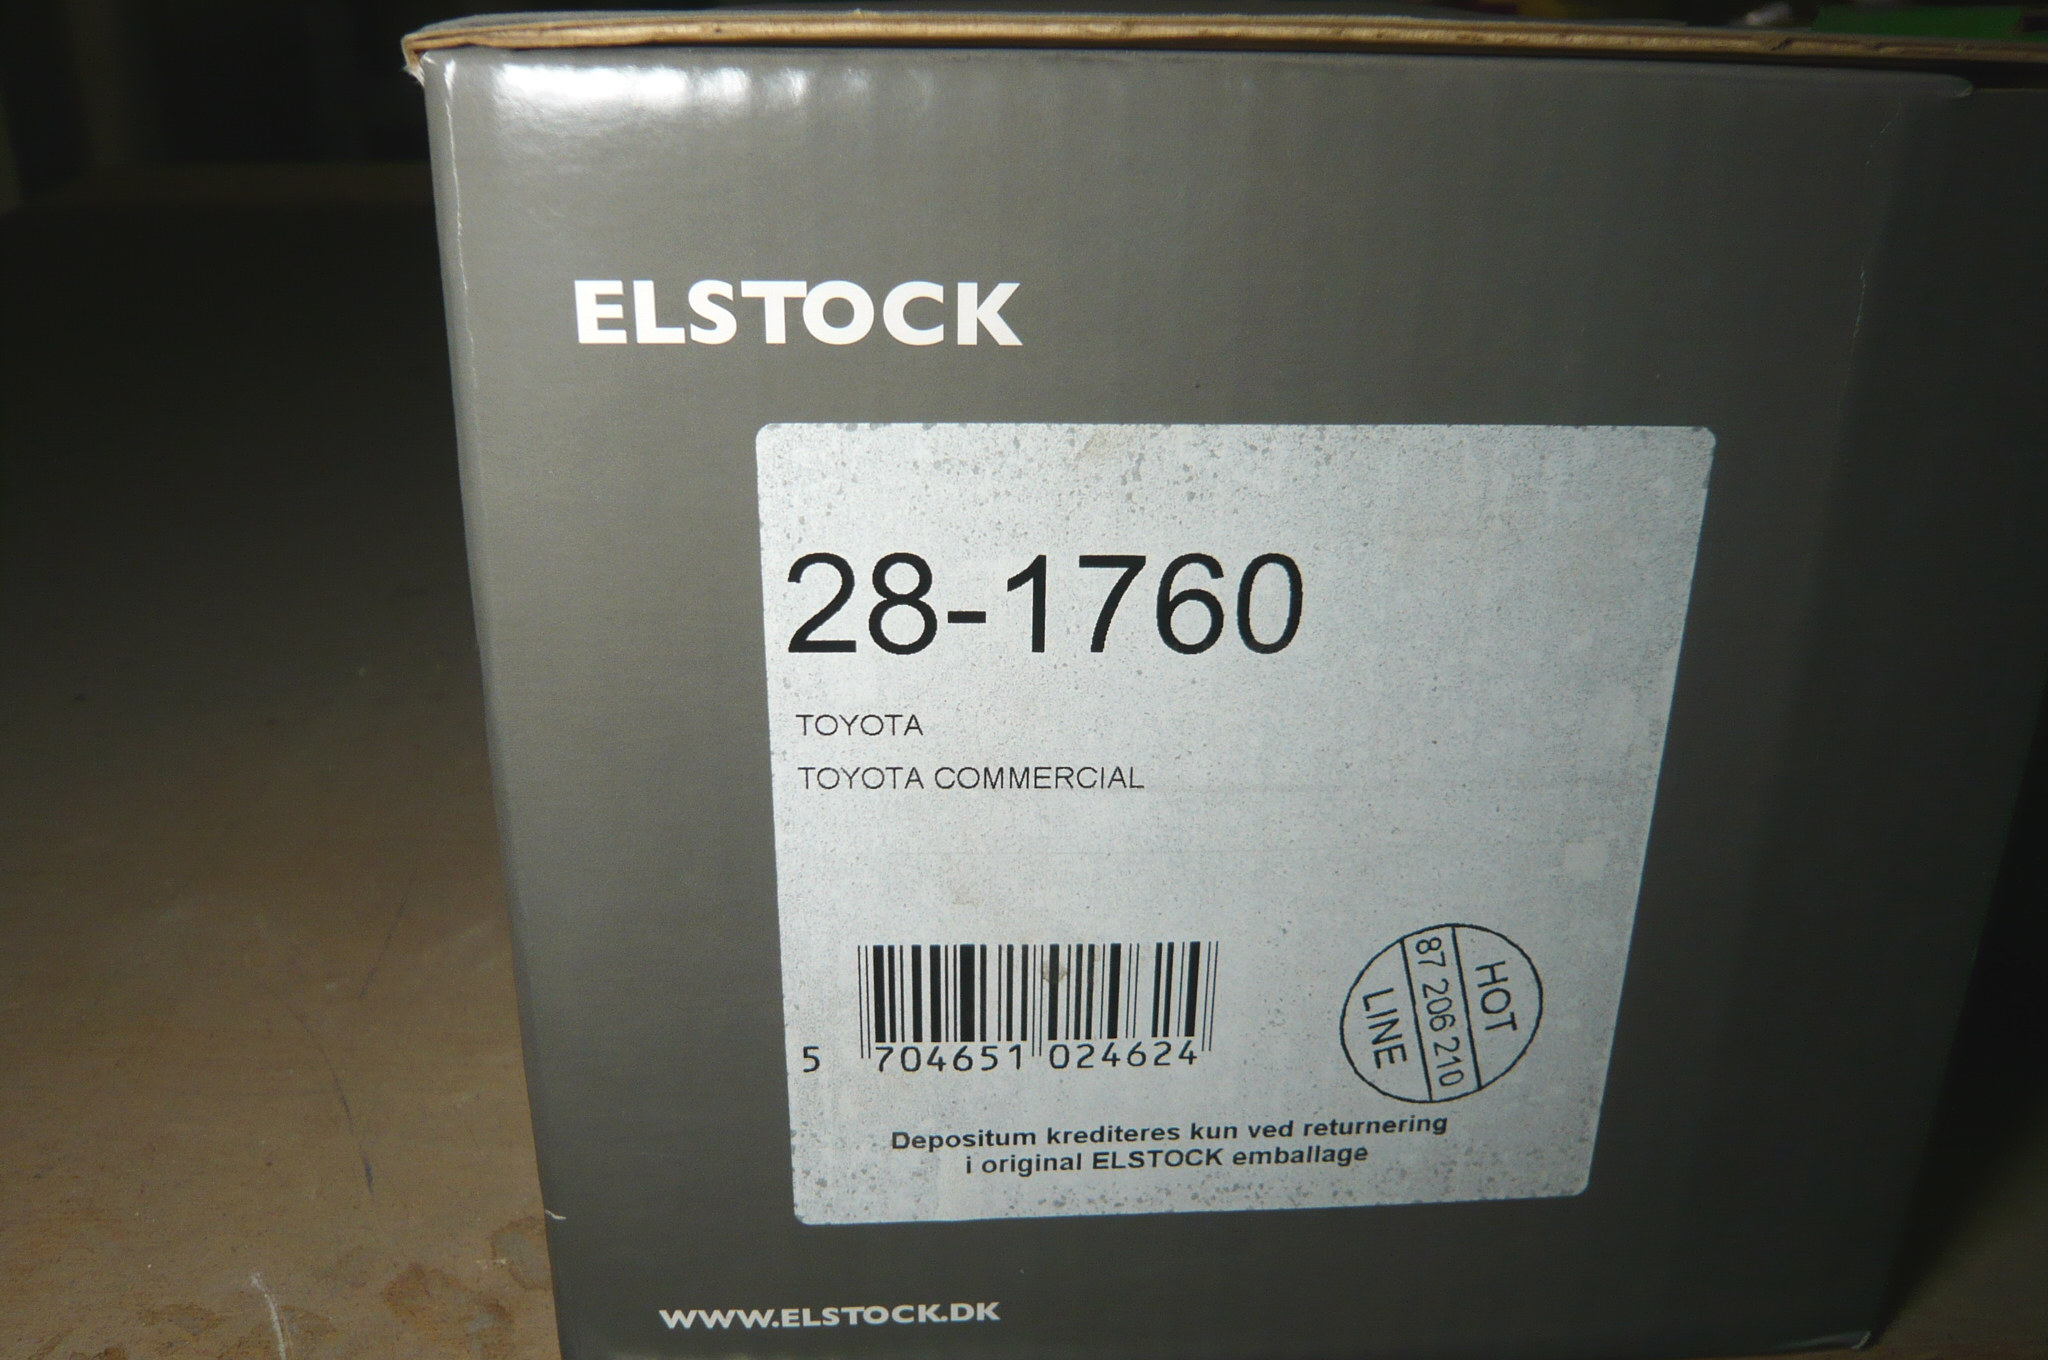 ELSTOCK
28-1760
TOYOTA
TOYOTA COMMERCIAL
5 704651 024624
HOT
87 206 210
LINE
Depositum krediteres kun ved returnering
i original ELSTOCK emballage
WWW.ELSTOCK.DK